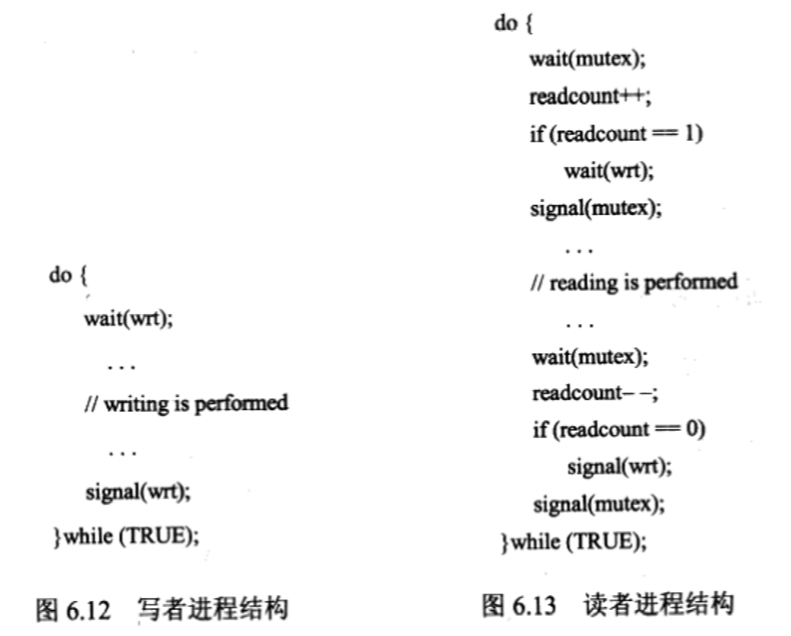 do {
wait(wrt);
...
// writing is performed
...
signal(wrt);
}while (TRUE);
图 6.12 写者进程结构
do {
wait(mutex);
readcount++;
if (readcount == 1)
wait(wrt);
signal(mutex);
...
// reading is performed
...
wait(mutex);
readcount– –;
if (readcount == 0)
signal(wrt);
signal(mutex);
}while (TRUE);
图 6.13 读者进程结构